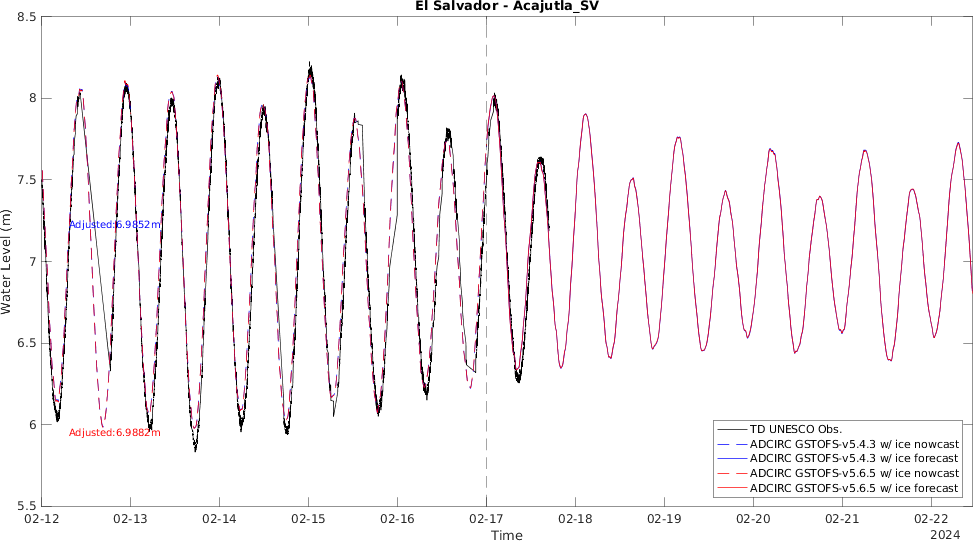 El Salvador - Acajutla_SV
8.5
8
7.5
7
6.5
6
5.5
Water Level (m)
Adjusted:6.9852m
Adjusted:6.9882m
TD UNESCO Obs.
ADCIRC GSTOFS-v5.4.3 w/ ice nowcast
ADCIRC GSTOFS-v5.4.3 w/ ice forecast
ADCIRC GSTOFS-v5.6.5 w/ ice nowcast
ADCIRC GSTOFS-v5.6.5 w/ ice forecast
02-12 02-13 02-14 02-15 02-16 02-17 02-18 02-19 02-20 02-21 02-22
Time
2024